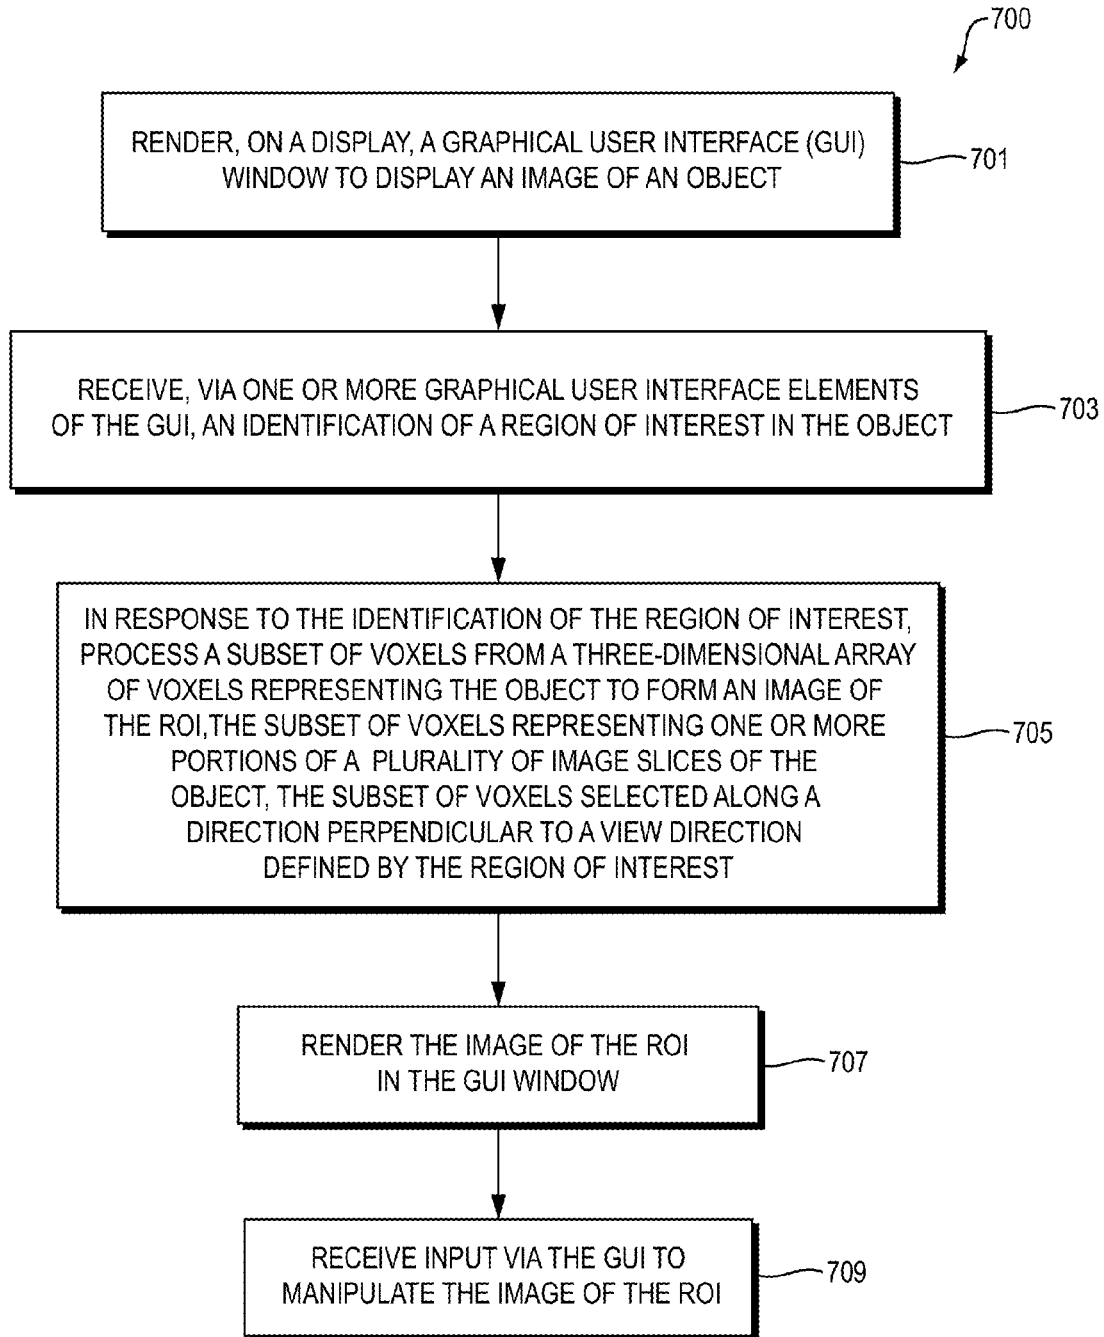 700
RENDER, ON A DISPLAY, A GRAPHICAL USER INTERFACE (GUI)
WINDOW TO DISPLAY AN IMAGE OF AN OBJECT
701
RECEIVE, VIA ONE OR MORE GRAPHICAL USER INTERFACE ELEMENTS
OF THE GUI, AN IDENTIFICATION OF A REGION OF INTEREST IN THE OBJECT
703
IN RESPONSE TO THE IDENTIFICATION OF THE REGION OF INTEREST,
PROCESS A SUBSET OF VOXELS FROM A THREE-DIMENSIONAL ARRAY
OF VOXELS REPRESENTING THE OBJECT TO FORM AN IMAGE OF
THE ROI,THE SUBSET OF VOXELS REPRESENTING ONE OR MORE
PORTIONS OF A PLURALITY OF IMAGE SLICES OF THE
OBJECT, THE SUBSET OF VOXELS SELECTED ALONG A
DIRECTION PERPENDICULAR TO A VIEW DIRECTION
DEFINED BY THE REGION OF INTEREST
705
RENDER THE IMAGE OF THE ROI
IN THE GUI WINDOW
707
RECEIVE INPUT VIA THE GUI TO
MANIPULATE THE IMAGE OF THE ROI
709